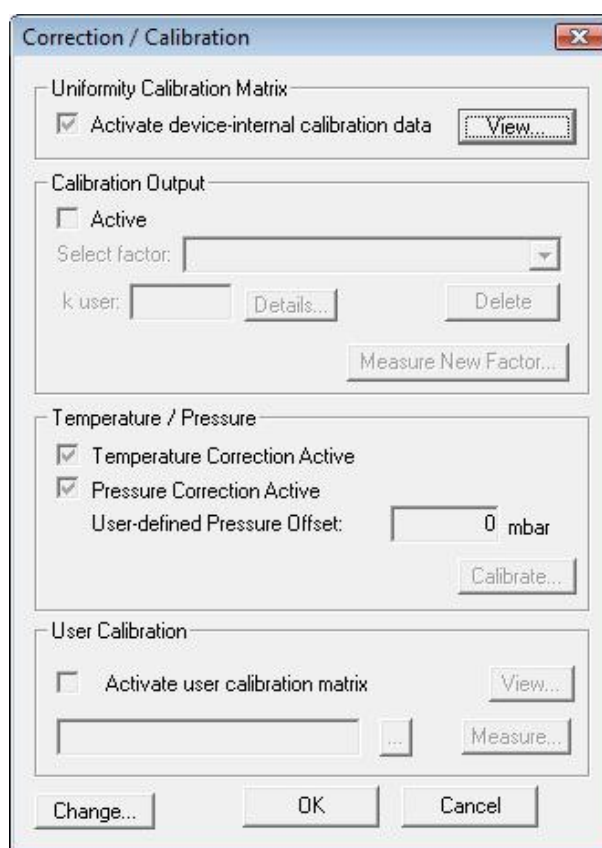 Correction / Calibration
Uniformity Calibration Matrix
Activate device-internal calibration data View...
Calibration Output
Active
Select factor:
k user: Details... Delete
Measure New Factor...
Temperature / Pressure
Temperature Correction Active
Pressure Correction Active
User-defined Pressure Offset: 0 mbar
Calibrate...
User Calibration
Activate user calibration matrix View...
... Measure...
Change... OK Cancel